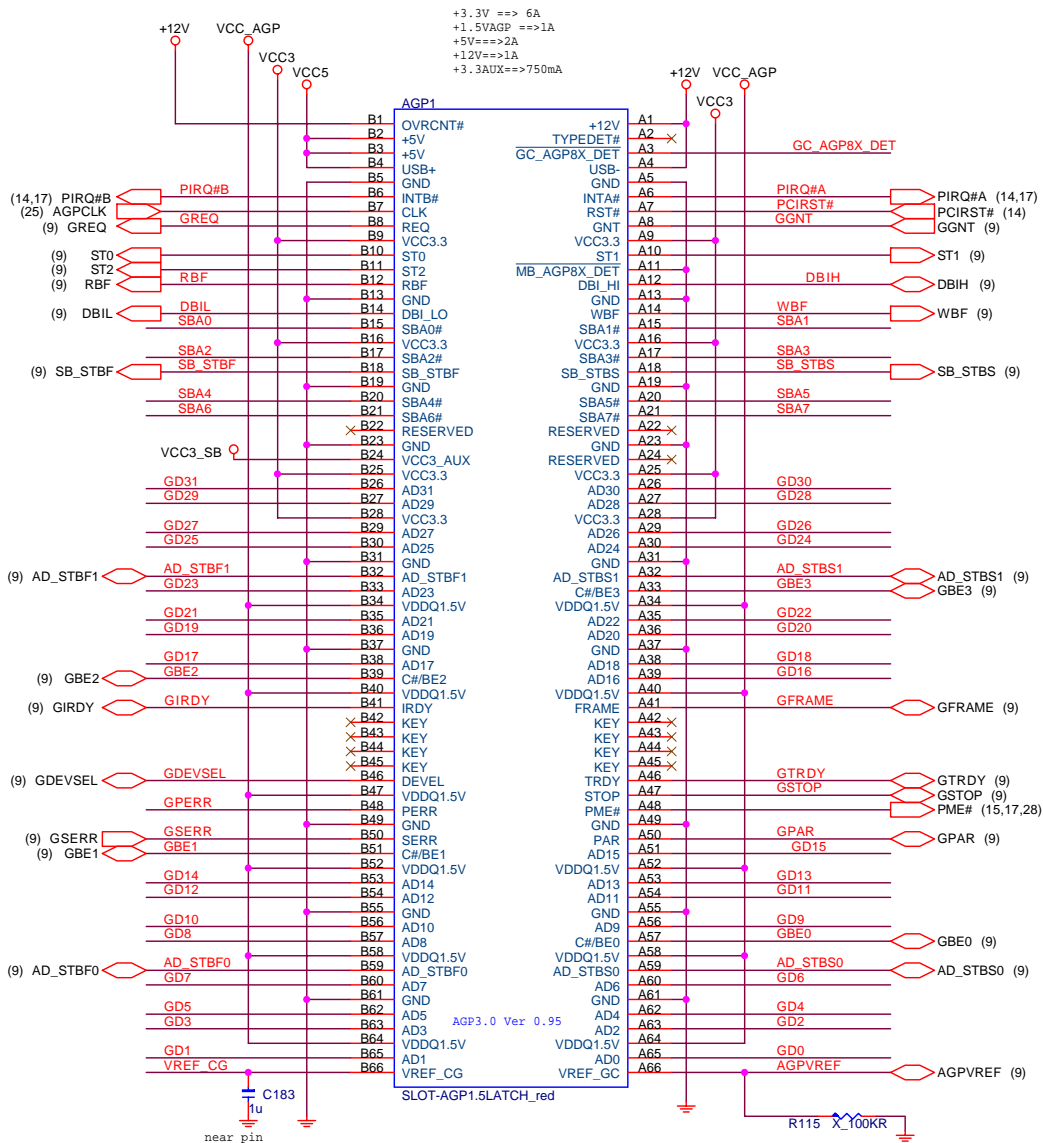 +3.3V ==> 6A
+1.5VAGP ==>1A
+5V===>2A
+12V==>1A
+3.3AUX==>750mA
+12V VCC_AGP VCC3 VCC5 +12V VCC_AGP VCC3
AGP1
B1 OVRCNT# +12V A1
B2 +5V TYPEDET# A2
B3 +5V GC_AGP8X_DET A3 GC_AGP8X_DET
B4 USB+ USB- A4
B5 GND GND A5
(14,17) PIRQ#B PIRQ#B B6 INTB# INTA# A6 PIRQ#A PIRQ#A (14,17)
(25) AGPCLK B7 CLK RST# A7 PCIRST# PCIRST# (14)
(9) GREQ GREQ B8 REQ GNT A8 GGNT GGNT (9)
B9 VCC3.3 VCC3.3 A9
(9) ST0 B10 ST0 ST1 A10 ST1 (9)
(9) ST2 B11 ST2 MB_AGP8X_DET A11
(9) RBF RBF B12 RBF DBI_HI A12 DBIH DBIH (9)
B13 GND GND A13
(9) DBIL DBIL B14 DBI_LO WBF A14 WBF WBF (9)
SBA0 B15 SBA0# SBA1# A15 SBA1
B16 VCC3.3 VCC3.3 A16
SBA2 B17 SBA2# SBA3# A17 SBA3
(9) SB_STBF SB_STBF B18 SB_STBF SB_STBS A18 SB_STBS SB_STBS (9)
B19 GND GND A19
SBA4 B20 SBA4# SBA5# A20 SBA5
SBA6 B21 SBA6# SBA7# A21 SBA7
B22 RESERVED RESERVED A22
B23 GND GND A23
VCC3_SB B24 VCC3_AUX RESERVED A24
B25 VCC3.3 VCC3.3 A25
GD31 B26 AD31 AD30 A26 GD30
GD29 B27 AD29 AD28 A27 GD28
B28 VCC3.3 VCC3.3 A28
GD27 B29 AD27 AD26 A29 GD26
GD25 B30 AD25 AD24 A30 GD24
B31 GND GND A31
(9) AD_STBF1 AD_STBF1 B32 AD_STBF1 AD_STBS1 A32 AD_STBS1 AD_STBS1 (9)
GD23 B33 AD23 C#/BE3 A33 GBE3 GBE3 (9)
B34 VDDQ1.5V VDDQ1.5V A34
GD21 B35 AD21 AD22 A35 GD22
GD19 B36 AD19 AD20 A36 GD20
B37 GND GND A37
GD17 B38 AD17 AD18 A38 GD18
(9) GBE2 GBE2 B39 C#/BE2 AD16 A39 GD16
B40 VDDQ1.5V VDDQ1.5V A40
(9) GIRDY GIRDY B41 IRDY FRAME A41 GFRAME GFRAME (9)
B42 KEY KEY A42
B43 KEY KEY A43
B44 KEY KEY A44
B45 KEY KEY A45
(9) GDEVSEL GDEVSEL B46 DEVEL TRDY A46 GTRDY GTRDY (9)
B47 VDDQ1.5V STOP A47 GSTOP GSTOP (9)
GPERR B48 PERR PME# A48 PME# (15,17,28)
B49 GND GND A49
(9) GSERR GSERR B50 SERR PAR A50 GPAR GPAR (9)
(9) GBE1 GBE1 B51 C#/BE1 AD15 A51 GD15
B52 VDDQ1.5V VDDQ1.5V A52
GD14 B53 AD14 AD13 A53 GD13
GD12 B54 AD12 AD11 A54 GD11
B55 GND GND A55
GD10 B56 AD10 AD9 A56 GD9
GD8 B57 AD8 C#/BE0 A57 GBE0 GBE0 (9)
B58 VDDQ1.5V VDDQ1.5V A58
(9) AD_STBF0 AD_STBF0 B59 AD_STBF0 AD_STBS0 A59 AD_STBS0 AD_STBS0 (9)
GD7 B60 AD7 AD6 A60 GD6
B61 GND GND A61
GD5 B62 AD5 AD4 A62 GD4
GD3 B63 AD3 AD2 A63 GD2
AGP3.0 Ver 0.95
B64 VDDQ1.5V VDDQ1.5V A64
GD1 B65 AD1 AD0 A65 GD0
VREF_CG B66 VREF_CG VREF_GC A66 AGPVREF AGPVREF (9)
SLOT-AGP1.5LATCH_red
C183
1u
near pin
R115 X_100KR